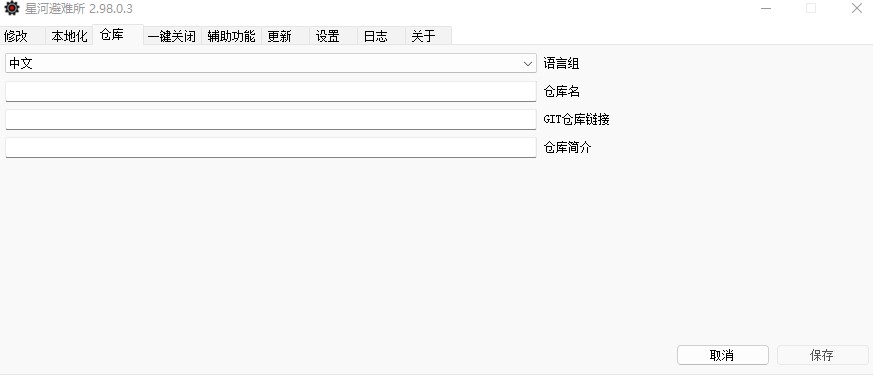 星河避难所 2.98.0.3
修改 本地化 仓库 一键关闭 辅助功能 更新 设置 日志 关于
中文 语言组
仓库名
GIT仓库链接
仓库简介
取消 保存